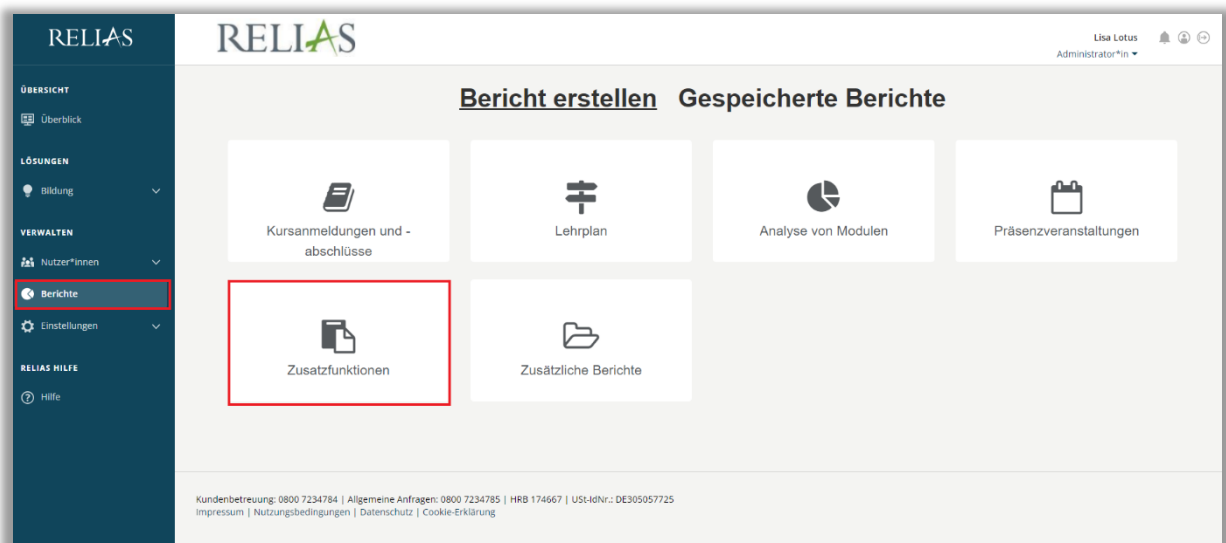 RELIAS
RELIAS
Lisa Lotus
Administrator*in
ÜBERSICHT
Überblick
LÖSUNGEN
Bildung
VERWALTEN
Nutzer*innen
Berichte
Einstellungen
RELIAS HILFE
Hilfe
Bericht erstellen Gespeicherte Berichte
Kursanmeldungen und -
abschlüsse
Lehrplan
Analyse von Modulen
Präsenzveranstaltungen
Zusatzfunktionen
Zusätzliche Berichte
Kundenbetreuung: 0800 7234784 | Allgemeine Anfragen: 0800 7234785 | HRB 174667 | USt-IdNr.: DE305057725
Impressum | Nutzungsbedingungen | Datenschutz | Cookie-Erklärung